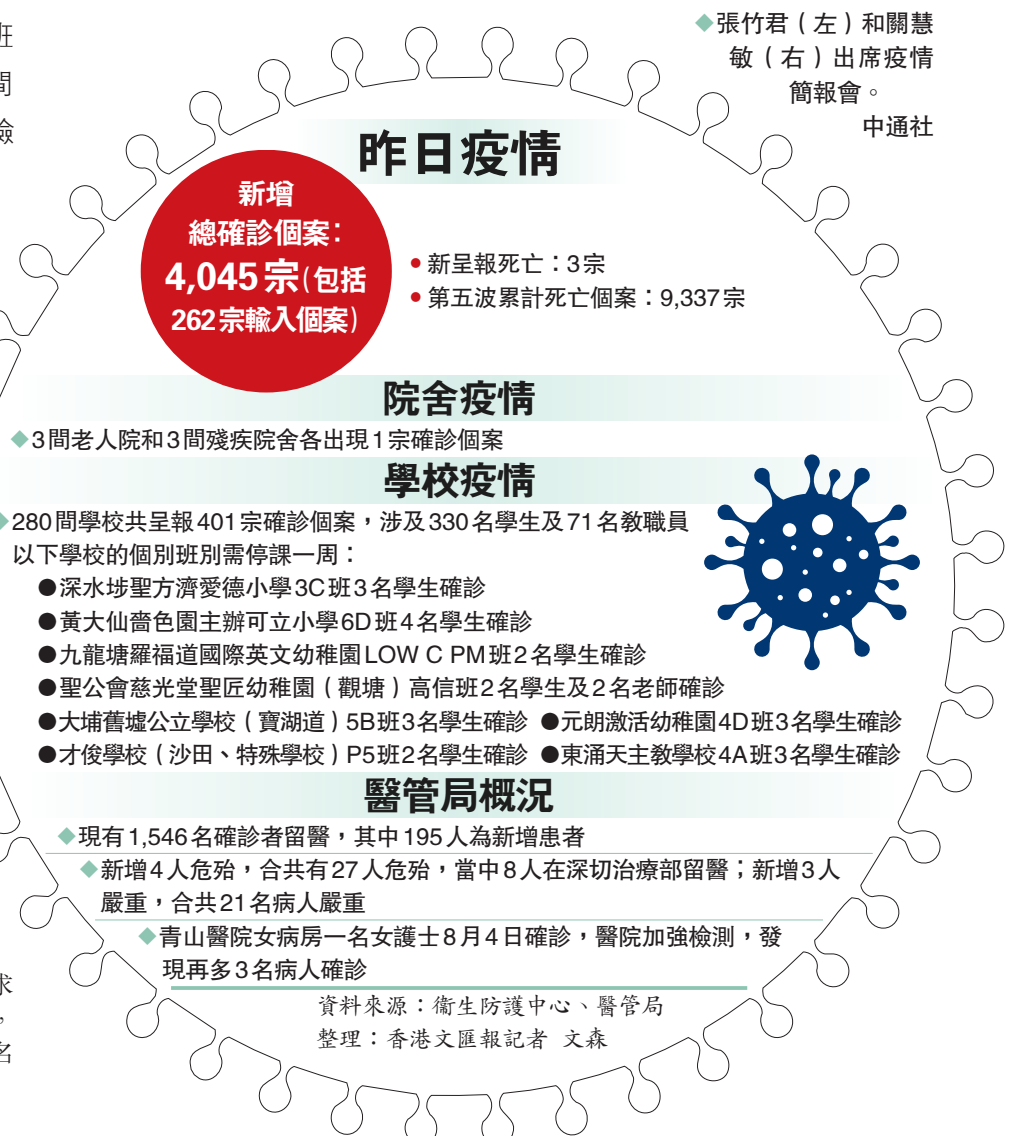 班
間
檢
◆張竹君（左）和關慧
敏（右）出席疫情
簡報會。
中通社
昨日疫情
新增
總確診個案：
4,045宗（包括
262宗輸入個案）
•新呈報死亡：3宗
•第五波累計死亡個案：9,337宗
院舍疫情
◆3間老人院和3間殘疾院舍各出現1宗確診個案
學校疫情
◆280間學校共呈報401宗確診個案，涉及330名學生及71名教職員
以下學校的個別班別需停課一周：
●深水埗聖方濟愛德小學3C班3名學生確診
●黃大仙嗇色園主辦可立小學6D班4名學生確診
●九龍塘羅福道國際英文幼稚園LOW C PM班2名學生確診
●聖公會慈光堂聖匠幼稚園（觀塘）高信班2名學生及2名老師確診
●大埔舊墟公立學校（寶湖道）5B班3名學生確診 ●元朗激活幼稚園4D班3名學生確診
●才俊學校（沙田、特殊學校）P5班2名學生確診 ●東涌天主教學校4A班3名學生確診
醫管局概況
◆現有1,546名確診者留醫，其中195人為新增患者
◆新增4人危殆，合共有27人危殆，當中8人在深切治療部留醫；新增3人
嚴重，合共21名病人嚴重
◆青山醫院女病房一名女護士8月4日確診，醫院加強檢測，發
現再多3名病人確診
資料來源：衞生防護中心、醫管局
整理：香港文匯報記者 文森
求
，
名